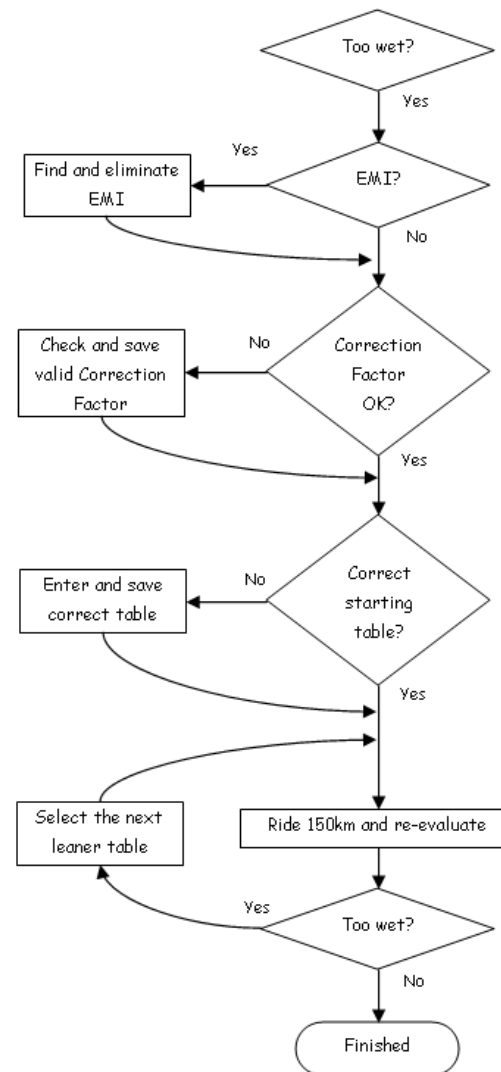 Too wet?
Yes
Yes
EMI?
Find and eliminate
EMI
No
Correction
Factor
OK?
No
Check and save
valid Correction
Factor
Yes
Correct
starting
table?
No
Enter and save
correct table
Yes
Select the next
leaner table
Ride 150km and re-evaluate
Yes
Too wet?
No
Finished